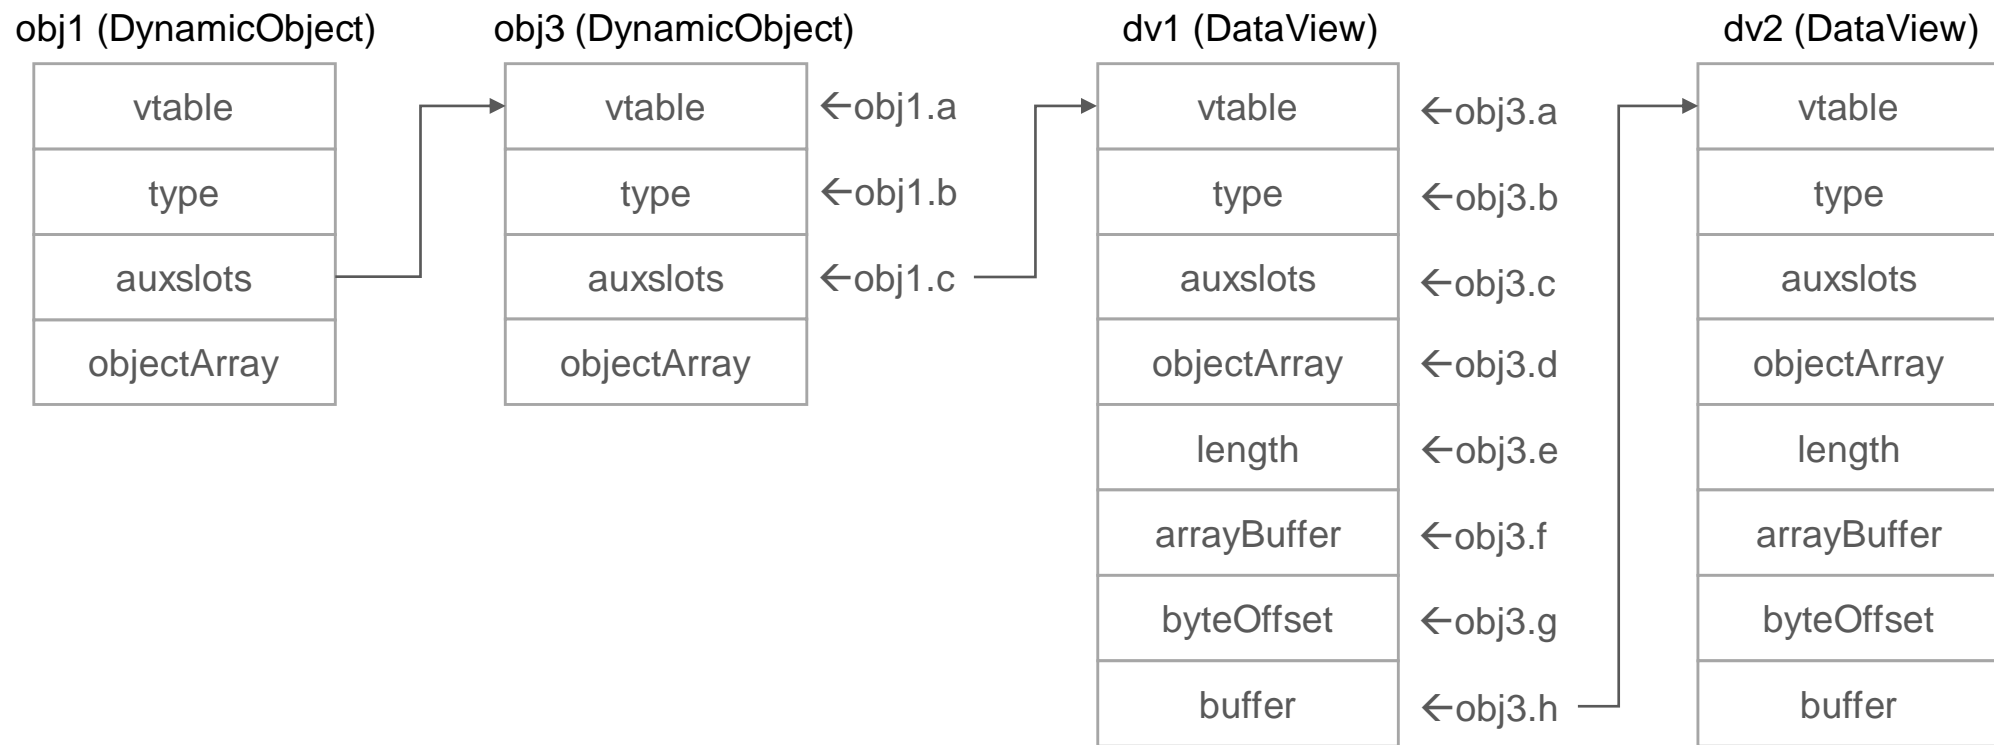 obj1 (DynamicObject) obj3 (DynamicObject) dv1 (DataView) dv2 (DataView)
vtable vtable ←obj1.a vtable ←obj3.a vtable
type type ←obj1.b type ←obj3.b type
auxslots auxslots ←obj1.c auxslots ←obj3.c auxslots
objectArray objectArray objectArray ←obj3.d objectArray
length ←obj3.e length
arrayBuffer ←obj3.f arrayBuffer
byteOffset ←obj3.g byteOffset
buffer ←obj3.h buffer